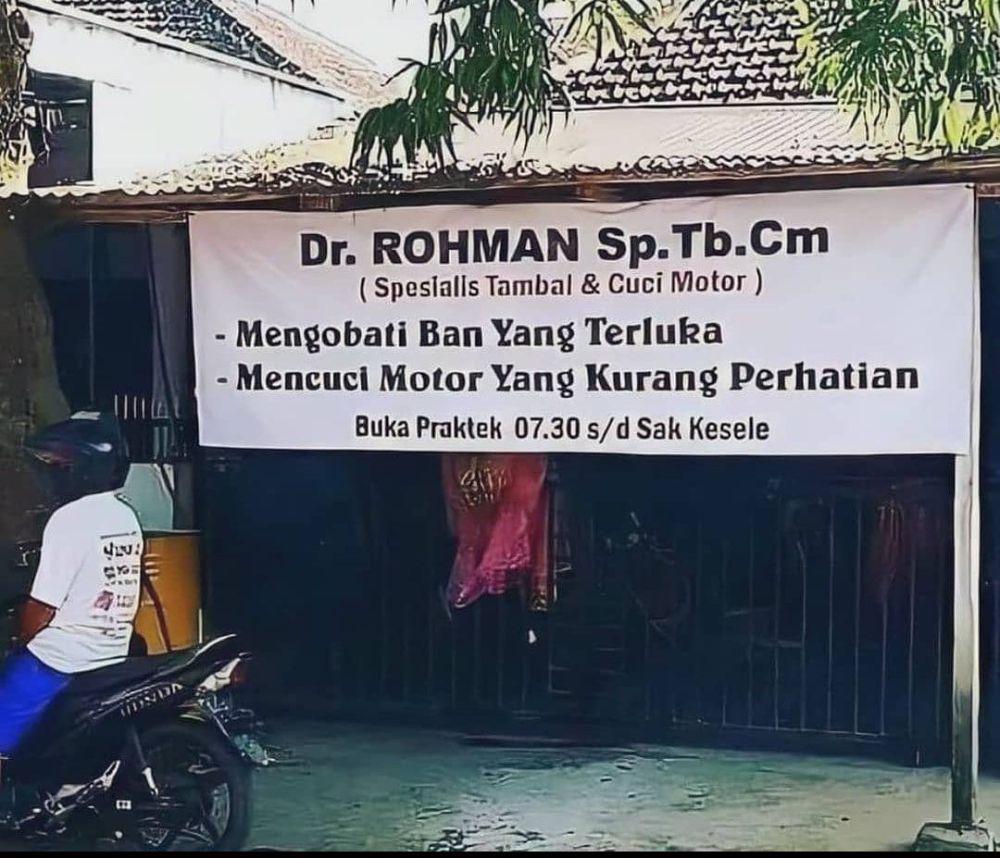 Dr. ROHMAN Sp.Tb.Cm
( Spesialis Tambal & Cuci Motor )
- Mengobati Ban Yang Terluka
- Mencuci Motor Yang Kurang Perhatian
Buka Praktek 07.30 s/d Sak Kesele